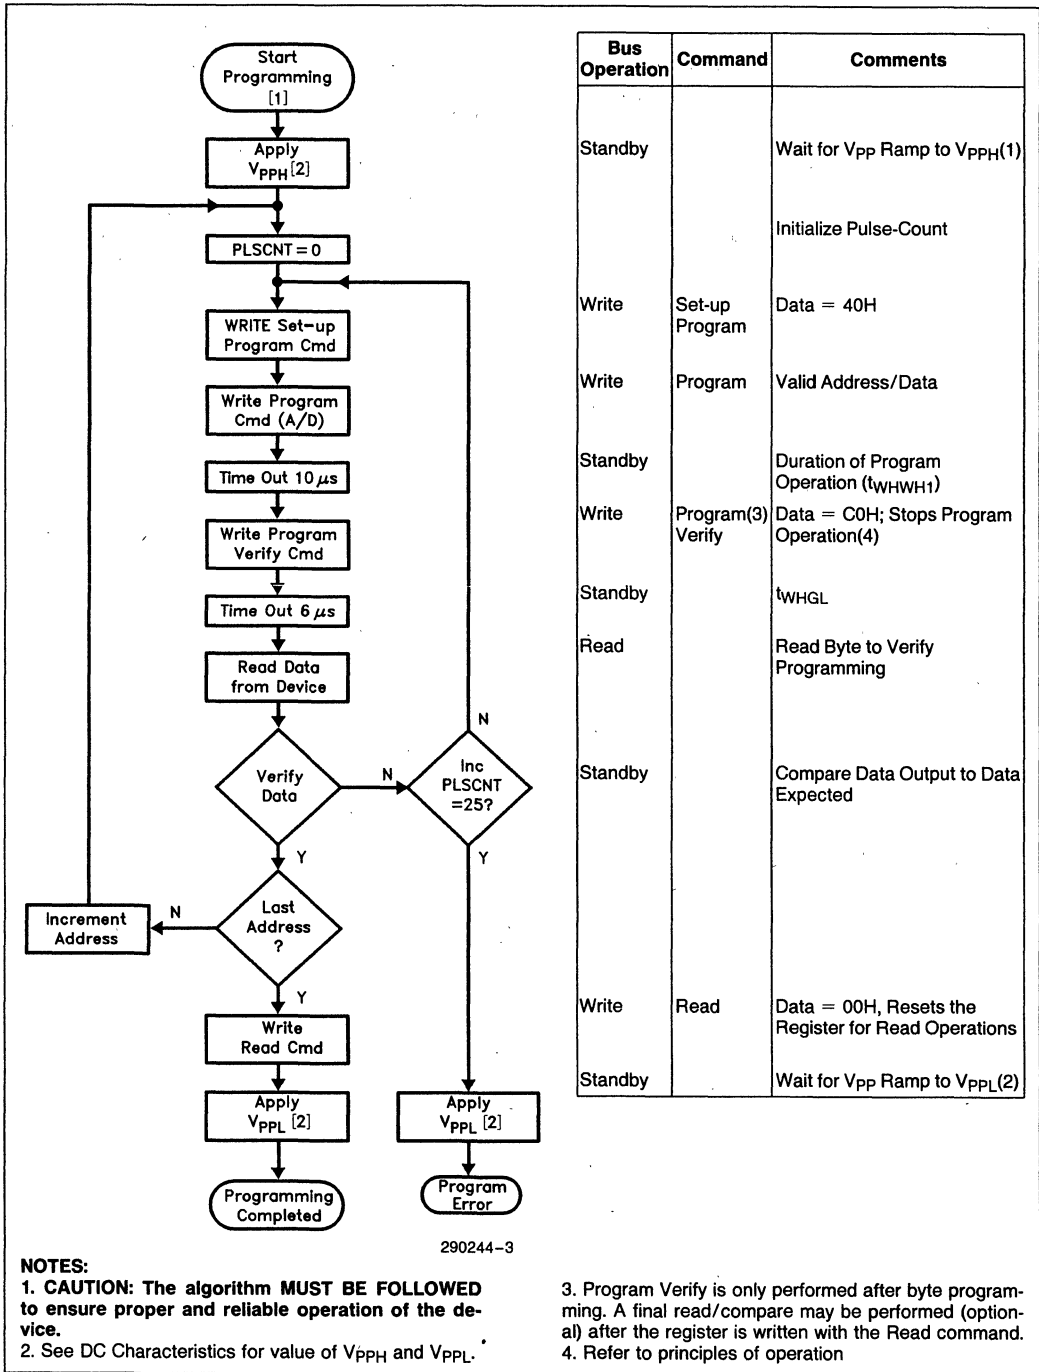 Start
Programming
[1]
Apply
VPPH[2]
PLSCNT = 0
WRITE Set-up
Program Cmd
Write Program
Cmd (A/D)
Time Out 10 μs
Write Program
Verify Cmd
Time Out 6 μs
Read Data
from Device
Verify
Data
N
Y
Inc
PLSCNT
=25?
N
Y
Last
Address
?
N
Y
Increment
Address
Write
Read Cmd
Apply
VPPL [2]
Programming
Completed
Apply
VPPL [2]
Program
Error
290244-3
Bus
Operation
Command
Comments
Standby
Wait for VPP Ramp to VPPH(1)
Initialize Pulse-Count
Write
Set-up
Program
Data = 40H
Write
Program
Valid Address/Data
Standby
Duration of Program
Operation (tWHWH1)
Write
Program(3)
Verify
Data = C0H; Stops Program
Operation(4)
Standby
tWHGL
Read
Read Byte to Verify
Programming
Standby
Compare Data Output to Data
Expected
Write
Read
Data = 00H, Resets the
Register for Read Operations
Standby
Wait for VPP Ramp to VPPL(2)
NOTES:
1. CAUTION: The algorithm MUST BE FOLLOWED
to ensure proper and reliable operation of the de-
vice.
2. See DC Characteristics for value of VPPH and VPPL.
3. Program Verify is only performed after byte program-
ming. A final read/compare may be performed (option-
al) after the register is written with the Read command.
4. Refer to principles of operation